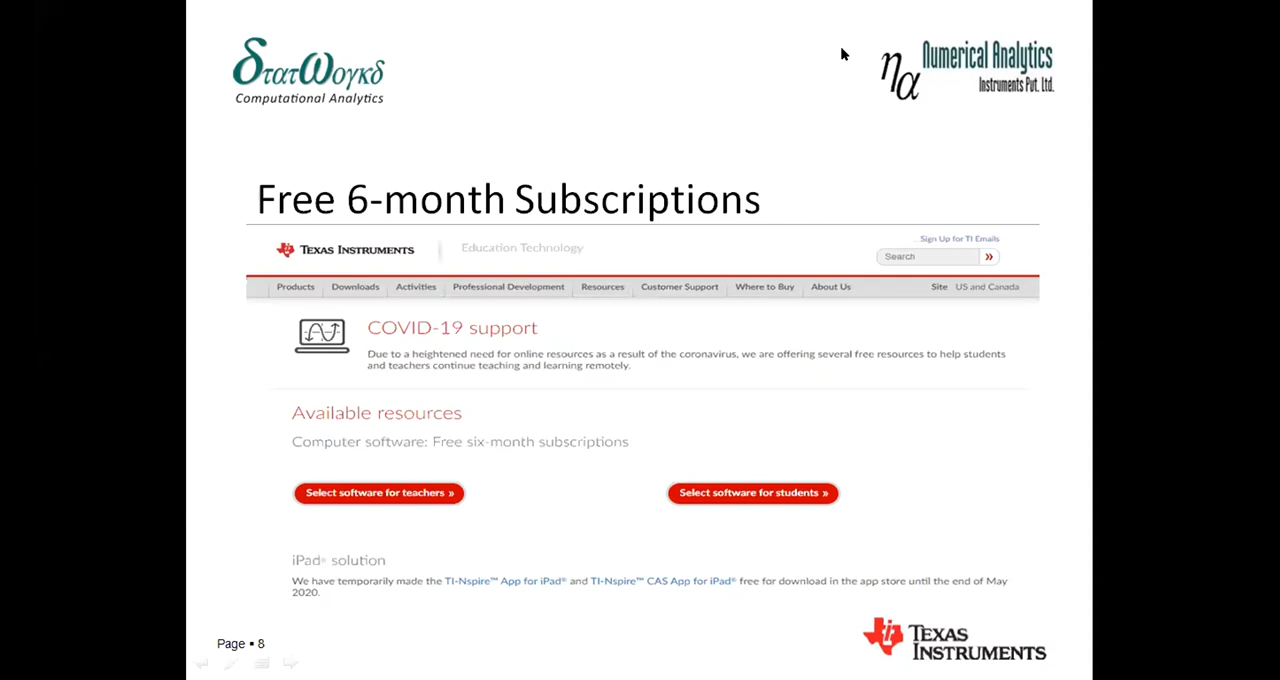 δτατωογκδ
Computational Analytics
ηα Numerical Analytics
Instruments Pvt. Ltd.
Free 6-month Subscriptions
TEXAS INSTRUMENTS
Education Technology
Sign Up for TI Emails
Search »
Products Downloads Activities Professional Development Resources Customer Support Where to Buy About Us Site US and Canada
COVID-19 support
Due to a heightened need for online resources as a result of the coronavirus, we are offering several free resources to help students
and teachers continue teaching and learning remotely.
Available resources
Computer software: Free six-month subscriptions
Select software for teachers »
Select software for students »
iPad® solution
We have temporarily made the TI-Nspire™ App for iPad® and TI-Nspire™ CAS App for iPad® free for download in the app store until the end of May
2020.
Page ▪ 8
TEXAS
INSTRUMENTS